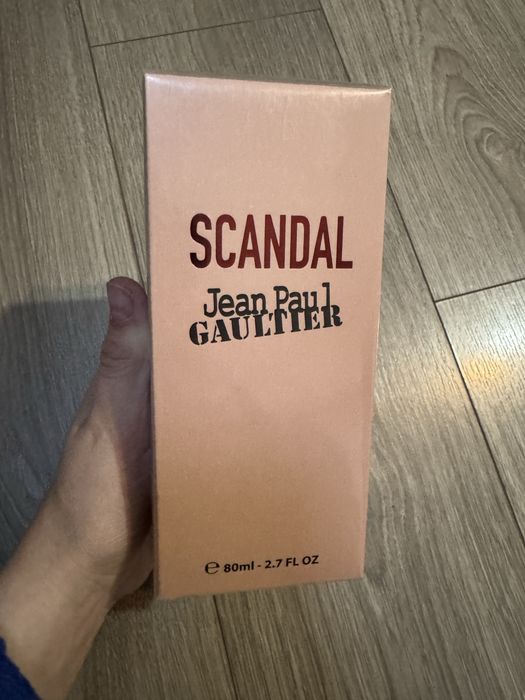 SCANDAL
Jean Paul
GAULTIER
℮ 80ml - 2.7 FL OZ